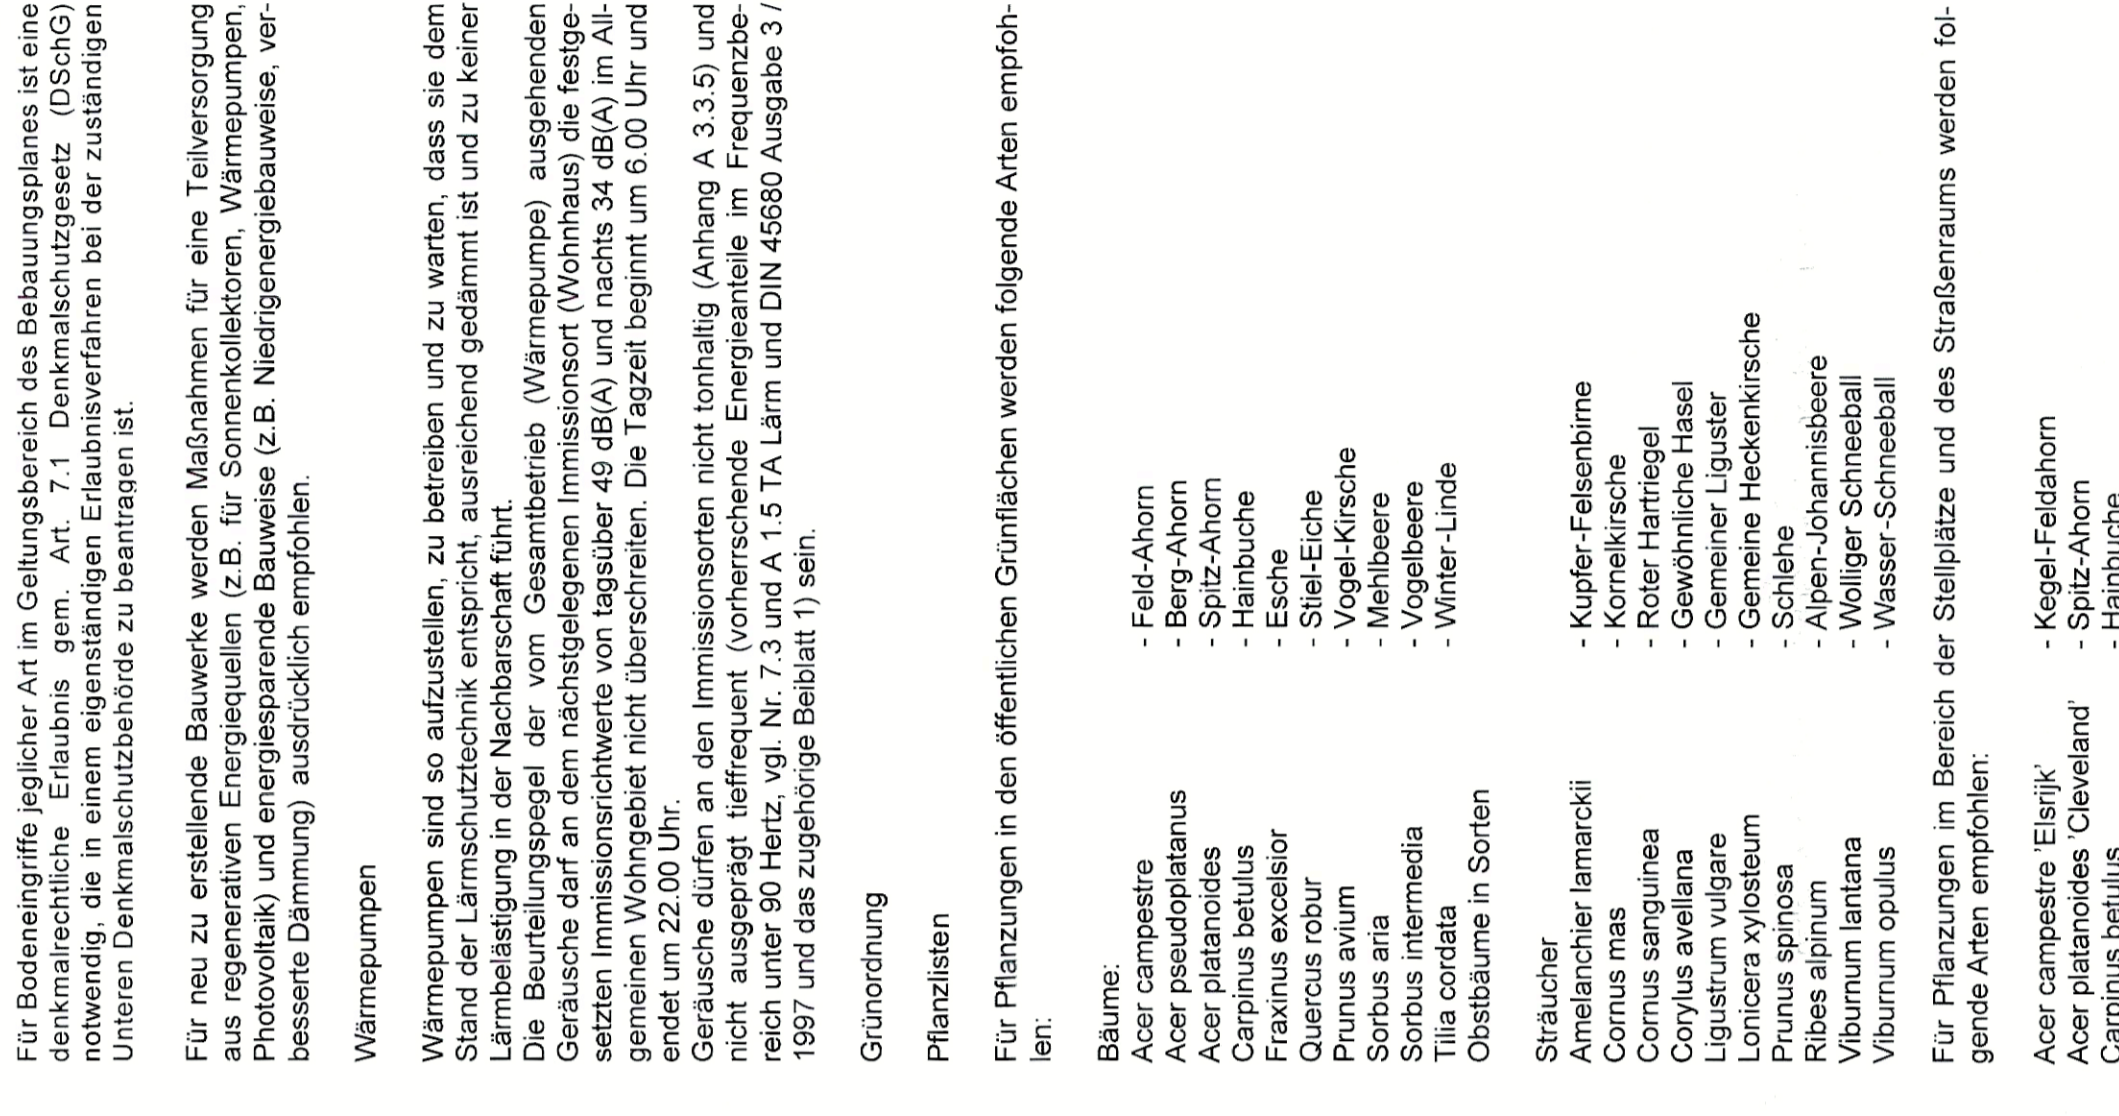 Für Bodeneingriffe jeglicher Art im Geltungsbereich des Bebauungsplanes ist eine
denkmalrechtliche Erlaubnis gem. Art. 7.1 Denkmalschutzgesetz (DSchG)
notwendig, die in einem eigenständigen Erlaubnisverfahren bei der zuständigen
Unteren Denkmalschutzbehörde zu beantragen ist.
Für neu zu erstellende Bauwerke werden Maßnahmen für eine Teilversorgung
aus regenerativen Energiequellen (z.B. für Sonnenkollektoren, Wärmepumpen,
Photovoltaik) und energiesparende Bauweise (z.B. Niedrigenergiebauweise, ver-
besserte Dämmung) ausdrücklich empfohlen.
Wärmepumpen
Wärmepumpen sind so aufzustellen, zu betreiben und zu warten, dass sie dem
Stand der Lärmschutztechnik entspricht, ausreichend gedämmt ist und zu keiner
Lärmbelästigung in der Nachbarschaft führt.
Die Beurteilungspegel der vom Gesamtbetrieb (Wärmepumpe) ausgehenden
Geräusche darf an dem nächstgelegenen Immissionsort (Wohnhaus) die festge-
setzten Immissionsrichtwerte von tagsüber 49 dB(A) und nachts 34 dB(A) im All-
gemeinen Wohngebiet nicht überschreiten. Die Tagzeit beginnt um 6.00 Uhr und
endet um 22.00 Uhr.
Geräusche dürfen an den Immissionsorten nicht tonhaltig (Anhang A 3.3.5) und
nicht ausgeprägt tieffrequent (vorherrschende Energieanteile im Frequenzbe-
reich unter 90 Hertz, vgl. Nr. 7.3 und A 1.5 TA Lärm und DIN 45680 Ausgabe 3 /
1997 und das zugehörige Beiblatt 1) sein.
Grünordnung
Pflanzlisten
Für Pflanzungen in den öffentlichen Grünflächen werden folgende Arten empfoh-
len:
Bäume:
Acer campestre - Feld-Ahorn
Acer pseudoplatanus - Berg-Ahorn
Acer platanoides - Spitz-Ahorn
Carpinus betulus - Hainbuche
Fraxinus excelsior - Esche
Quercus robur - Stiel-Eiche
Prunus avium - Vogel-Kirsche
Sorbus aria - Mehlbeere
Sorbus intermedia - Vogelbeere
Tilia cordata - Winter-Linde
Obstbäume in Sorten
Sträucher
Amelanchier lamarckii - Kupfer-Felsenbirne
Cornus mas - Kornelkirsche
Cornus sanguinea - Roter Hartriegel
Corylus avellana - Gewöhnliche Hasel
Ligustrum vulgare - Gemeiner Liguster
Lonicera xylosteum - Gemeine Heckenkirsche
Prunus spinosa - Schlehe
Ribes alpinum - Alpen-Johannisbeere
Viburnum lantana - Wolliger Schneeball
Viburnum opulus - Wasser-Schneeball
Für Pflanzungen im Bereich der Stellplätze und des Straßenraums werden fol-
gende Arten empfohlen:
Acer campestre 'Elsrijk' - Kegel-Feldahorn
Acer platanoides 'Cleveland' - Spitz-Ahorn
Carpinus betulus - Hainbuche